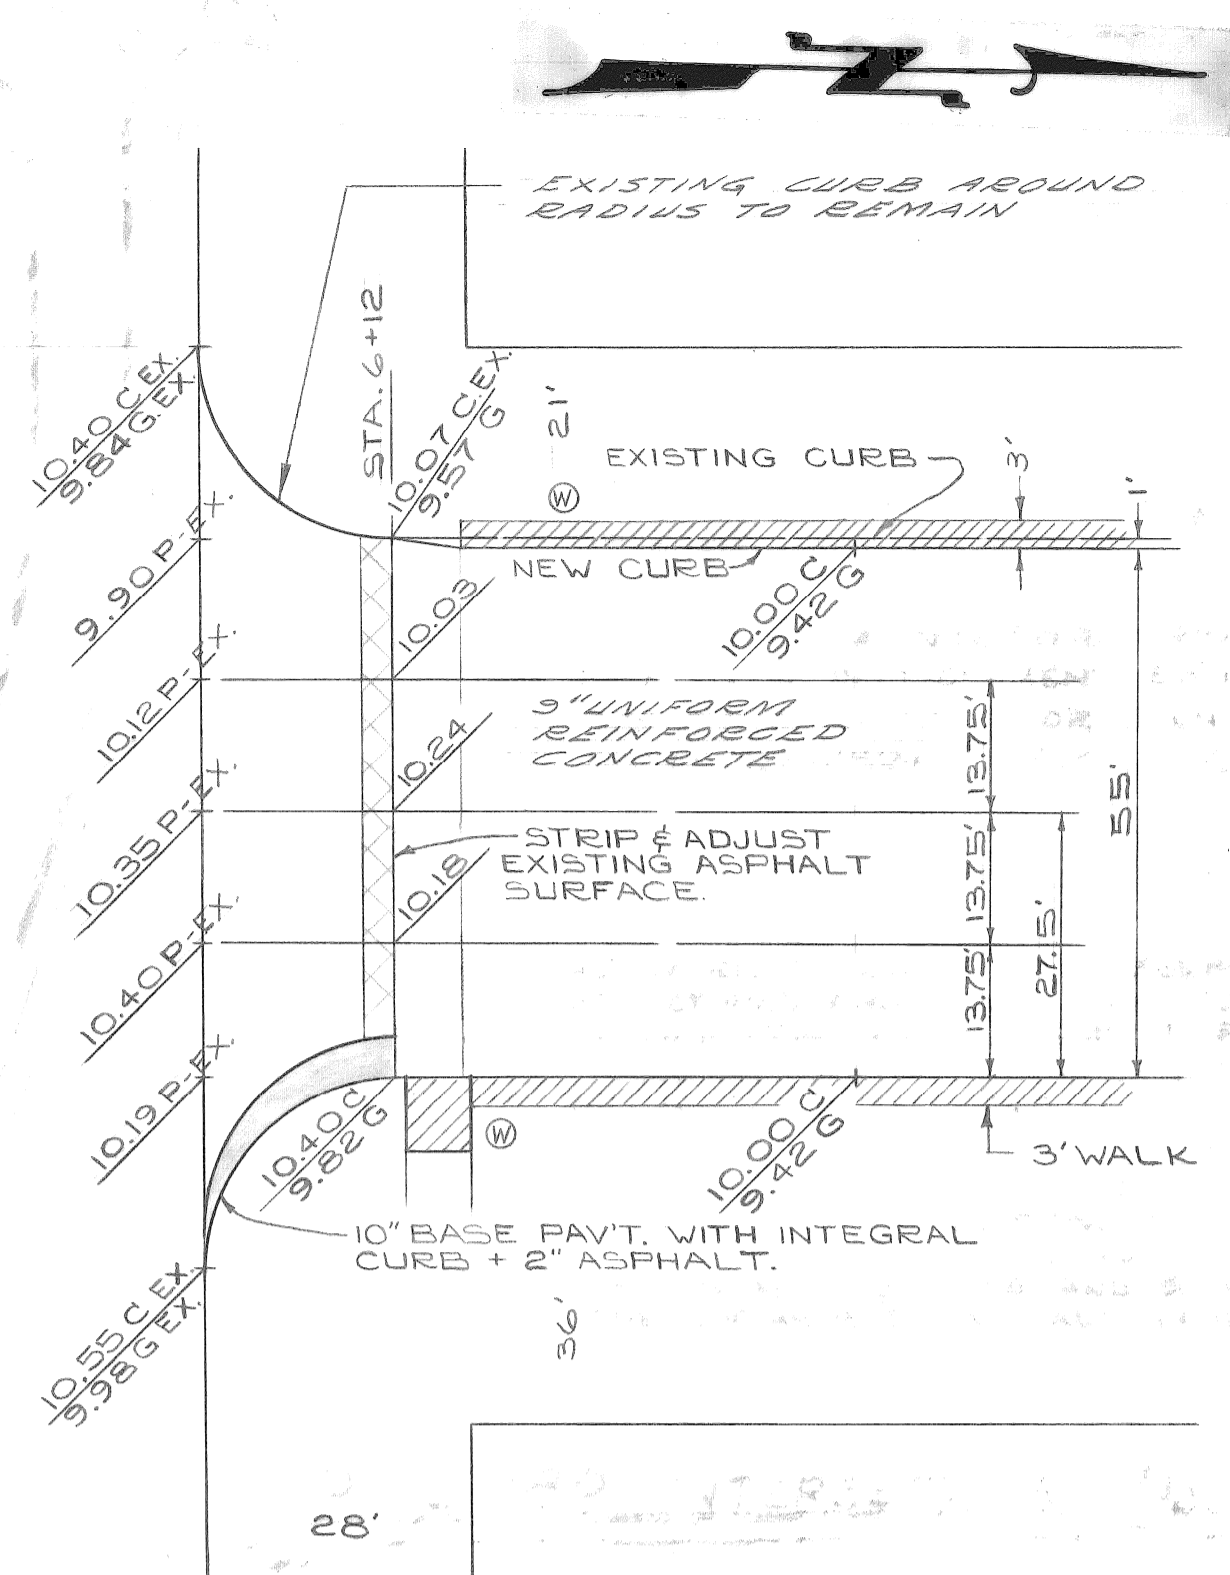 N
EXISTING CURB AROUND
RADIUS TO REMAIN
STA. 6+12
10.40 C EX.
9.84 G EX.
10.07 C.EX.
9.57 G
21'
W
EXISTING CURB
3'
1'
9.90 P-EX.
NEW CURB
10.00 C
9.42 G
10.03
10.12 P-EX.
9" UNIFORM
REINFORCED
CONCRETE
13.75'
10.24
55'
10.35 P-EX.
STRIP & ADJUST
EXISTING ASPHALT
SURFACE.
13.75'
10.18
27.5'
10.40 P-EX.
13.75'
10.19 P-EX.
10.40 C
9.82 G
W
10.00 C
9.42 G
3' WALK
10" BASE PAV'T. WITH INTEGRAL
CURB + 2" ASPHALT.
10.55 C EX.
9.98 G EX.
36'
28'